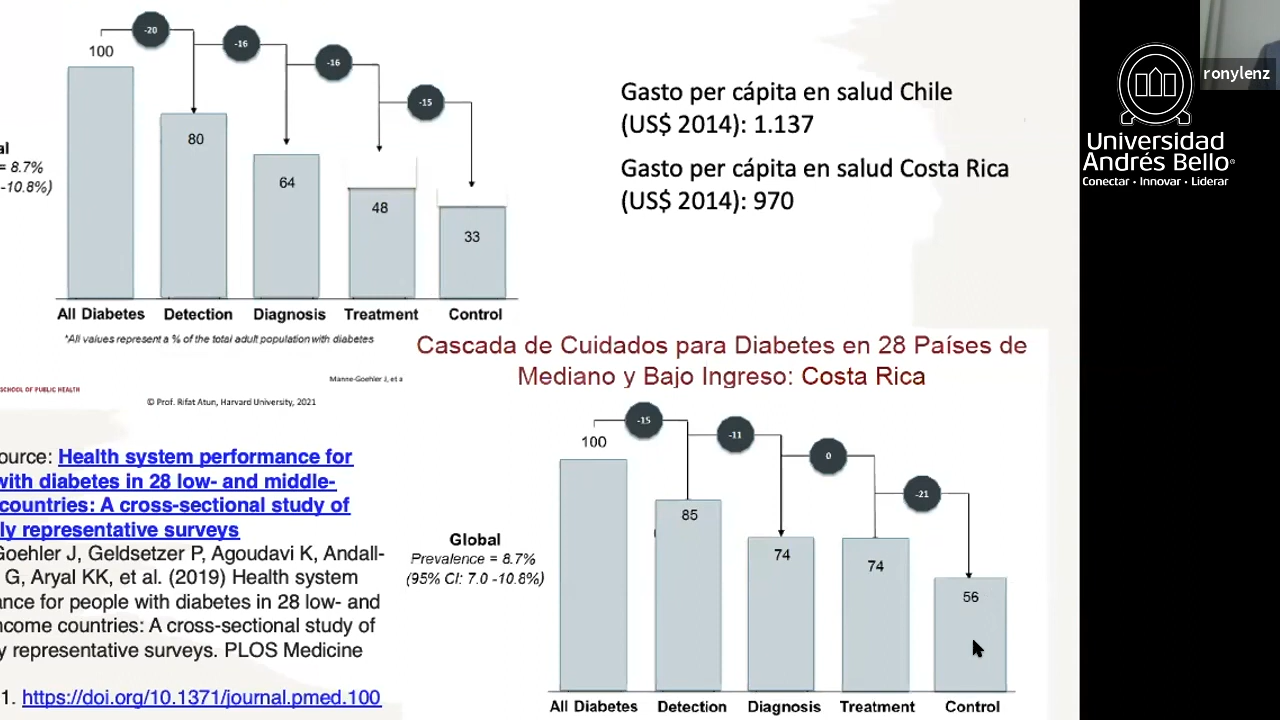 -20
-16
-16
-15
100
80
64
48
33
al
= 8.7%
-10.8%)
All Diabetes Detection Diagnosis Treatment Control
*All values represent a % of the total adult population with diabetes
Manne-Goehler J, et a
SCHOOL OF PUBLIC HEALTH
© Prof. Rifat Atun, Harvard University, 2021
Gasto per cápita en salud Chile
(US$ 2014): 1.137
Gasto per cápita en salud Costa Rica
(US$ 2014): 970
ronylenz
Universidad
Andrés Bello®
Conectar • Innovar • Liderar
ource: Health system performance for
with diabetes in 28 low- and middle-
countries: A cross-sectional study of
ly representative surveys
Goehler J, Geldsetzer P, Agoudavi K, Andall-
G, Aryal KK, et al. (2019) Health system
ance for people with diabetes in 28 low- and
ncome countries: A cross-sectional study of
y representative surveys. PLOS Medicine
1. https://doi.org/10.1371/journal.pmed.100
Cascada de Cuidados para Diabetes en 28 Países de
Mediano y Bajo Ingreso: Costa Rica
-15
-11
0
-21
100
85
74
74
56
Global
Prevalence = 8.7%
(95% CI: 7.0 -10.8%)
All Diabetes Detection Diagnosis Treatment Control